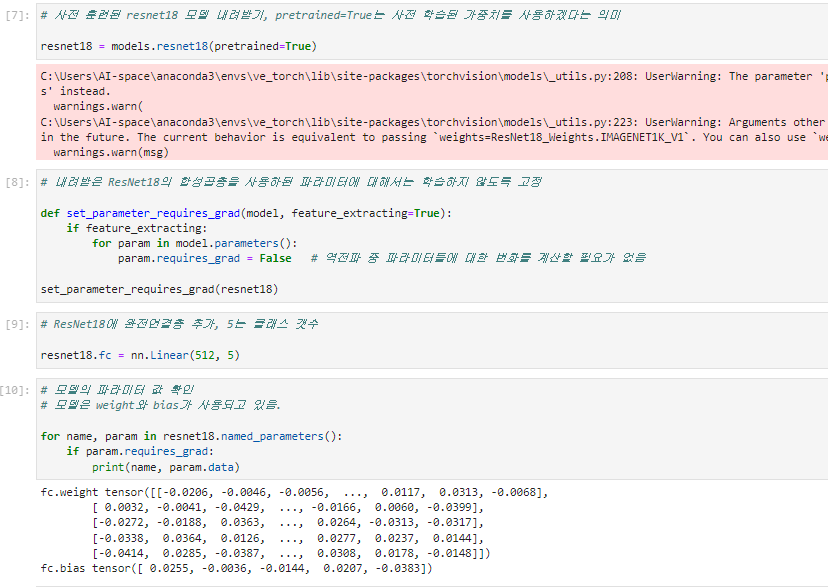 [7]:
# 사전 훈련된 resnet18 모델 내려받기, pretrained=True는 사전 학습된 가중치를 사용하겠다는 의미
resnet18 = models.resnet18(pretrained=True)
C:\Users\AI-space\anaconda3\envs\ve_torch\lib\site-packages\torchvision\models\_utils.py:208: UserWarning: The parameter 'p
s' instead.
warnings.warn(
C:\Users\AI-space\anaconda3\envs\ve_torch\lib\site-packages\torchvision\models\_utils.py:223: UserWarning: Arguments other
in the future. The current behavior is equivalent to passing `weights=ResNet18_Weights.IMAGENET1K_V1`. You can also use `we
warnings.warn(msg)
[8]:
# 내려받은 ResNet18의 합성곱층을 사용하된 파라미터에 대해서는 학습하지 않도록 고정
def set_parameter_requires_grad(model, feature_extracting=True):
if feature_extracting:
for param in model.parameters():
param.requires_grad = False # 역전파 중 파라미터들에 대한 변화를 계산할 필요가 없음
set_parameter_requires_grad(resnet18)
[9]:
# ResNet18에 완전연결층 추가, 5는 클래스 갯수
resnet18.fc = nn.Linear(512, 5)
[10]:
# 모델의 파라미터 값 확인
# 모델은 weight와 bias가 사용되고 있음.
for name, param in resnet18.named_parameters():
if param.requires_grad:
print(name, param.data)
fc.weight tensor([[-0.0206, -0.0046, -0.0056, ..., 0.0117, 0.0313, -0.0068],
[ 0.0032, -0.0041, -0.0429, ..., -0.0166, 0.0060, -0.0399],
[-0.0272, -0.0188, 0.0363, ..., 0.0264, -0.0313, -0.0317],
[-0.0338, 0.0364, 0.0126, ..., 0.0277, 0.0237, 0.0144],
[-0.0414, 0.0285, -0.0387, ..., 0.0308, 0.0178, -0.0148]])
fc.bias tensor([ 0.0255, -0.0036, -0.0144, 0.0207, -0.0383])